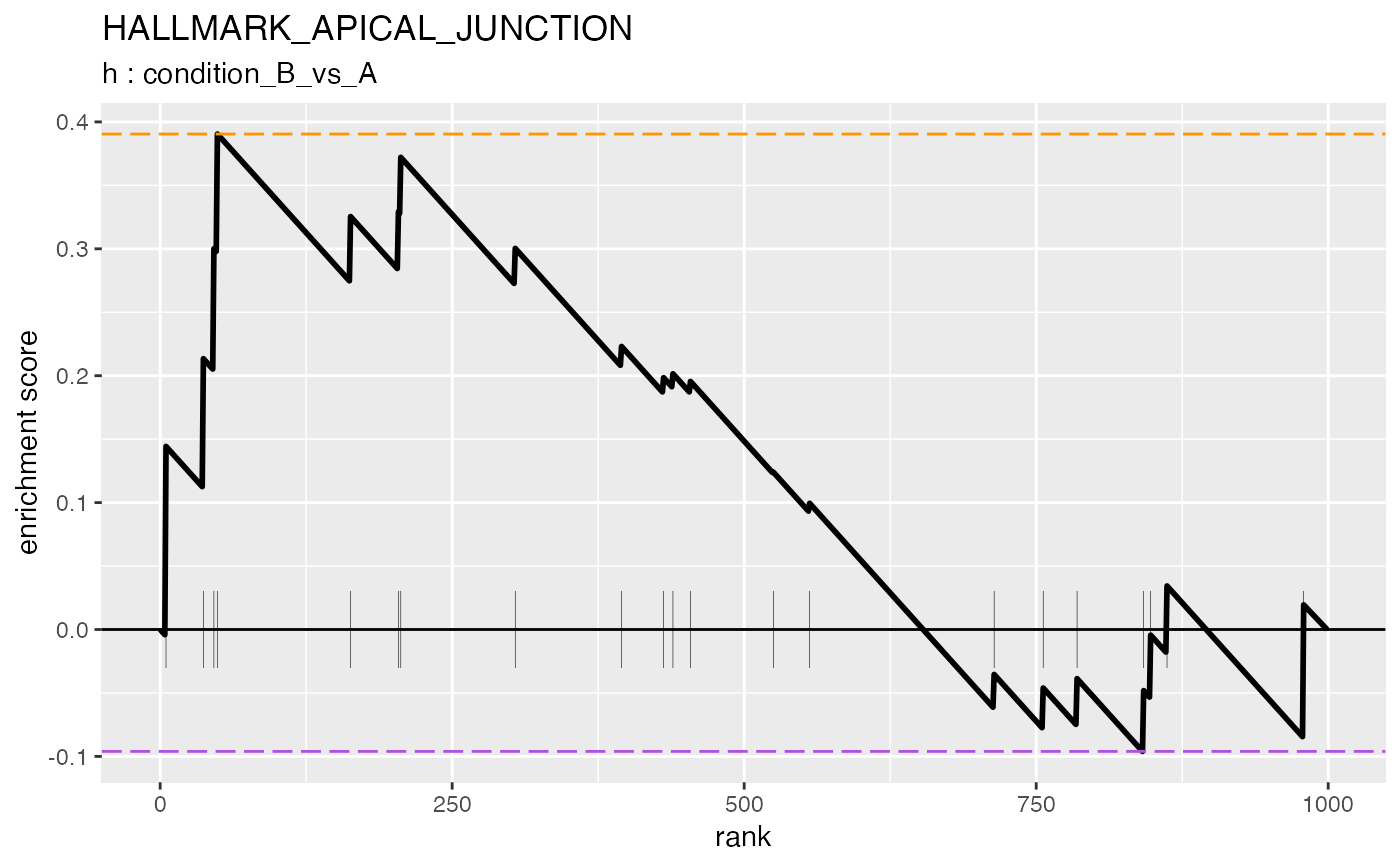 HALLMARK_APICAL_JUNCTION
h : condition_B_vs_A
0.4
0.3
0.2
0.1
0.0
-0.1
enrichment score
0 250 500 750 1000
rank